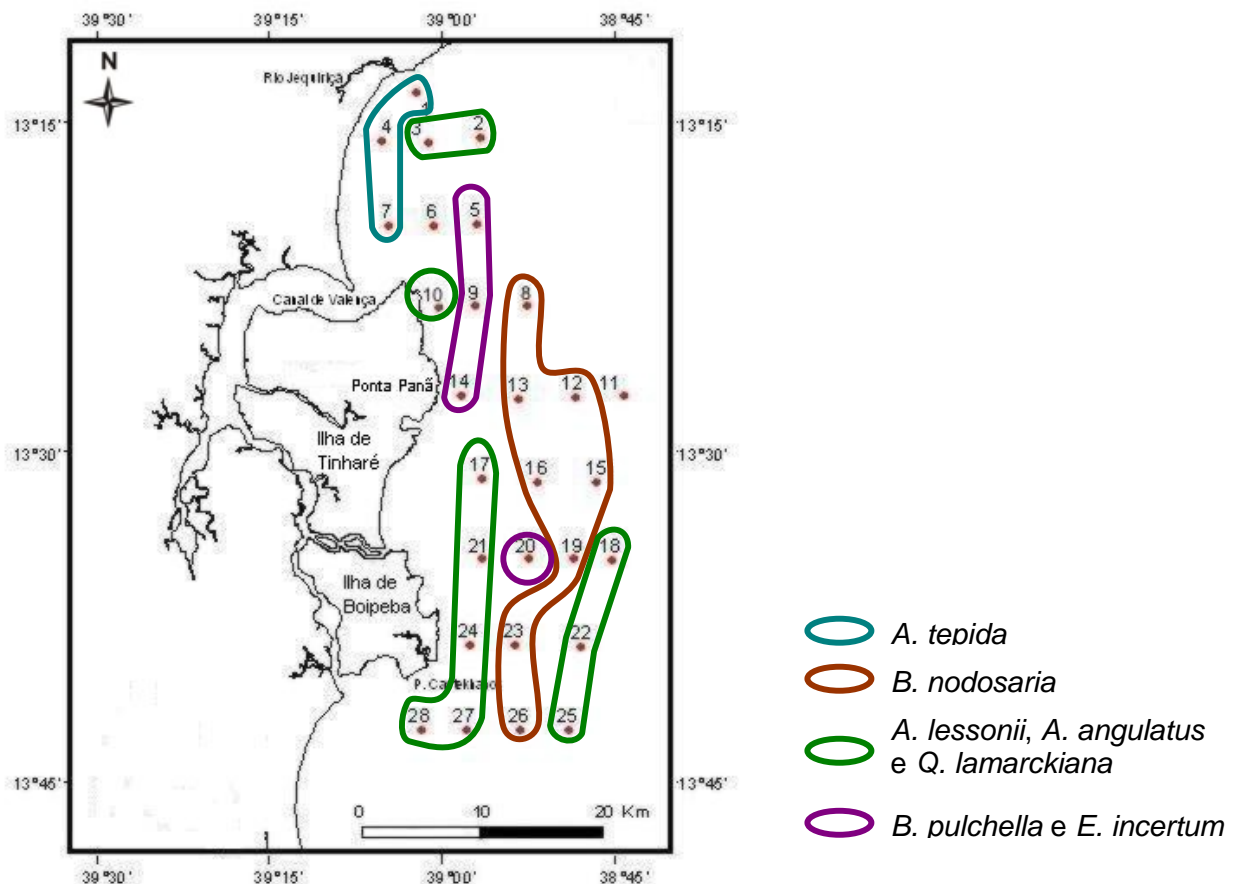 39°30' 39°15' 39°00' 38°45'
N
Rio Jequiriçá
13°15' 13°15'
1
4 3 2
7 6 5
Canal de Valença 10 9 8
Ponta Panã 14 13 12 11
Ilha de
Tinharé
13°30' 13°30'
17 16 15
21 20 19 18
Ilha de
Boipeba
24 23 22
28 27 26 25
13°45' 13°45'
0 10 20 Km
39°30' 39°15' 39°00' 38°45'
A. tepida
B. nodosaria
A. lessonii, A. angulatus
e Q. lamarckiana
B. pulchella e E. incertum